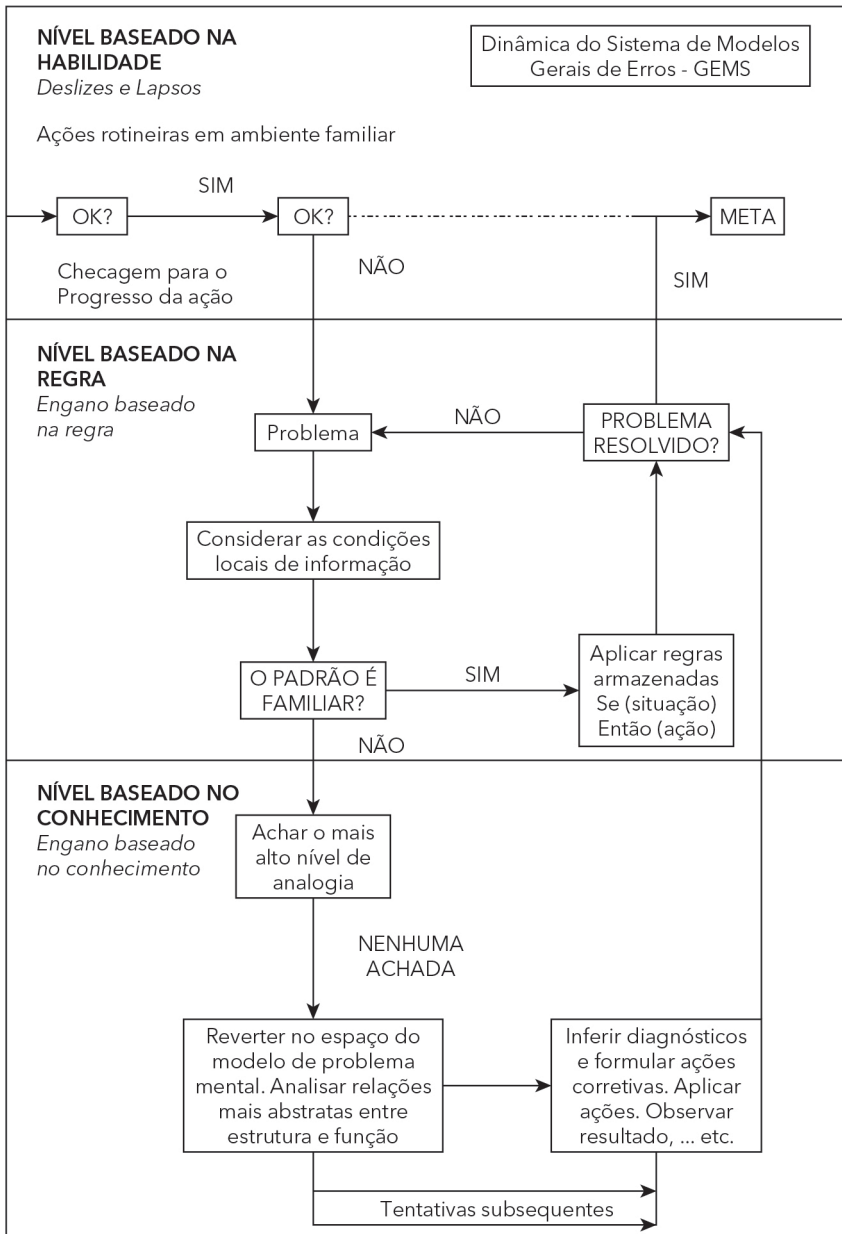 NÍVEL BASEADO NA
HABILIDADE
Deslizes e Lapsos
Dinâmica do Sistema de Modelos
Gerais de Erros - GEMS
Ações rotineiras em ambiente familiar
SIM
OK?
OK?
META
NÃO
SIM
Checagem para o
Progresso da ação
NÍVEL BASEADO NA
REGRA
Engano baseado
na regra
Problema
NÃO
PROBLEMA
RESOLVIDO?
Considerar as condições
locais de informação
O PADRÃO É
FAMILIAR?
SIM
Aplicar regras
armazenadas
Se (situação)
Então (ação)
NÃO
NÍVEL BASEADO NO
CONHECIMENTO
Engano baseado
no conhecimento
Achar o mais
alto nível de
analogia
NENHUMA
ACHADA
Reverter no espaço do
modelo de problema
mental. Analisar relações
mais abstratas entre
estrutura e função
Inferir diagnósticos
e formular ações
corretivas. Aplicar
ações. Observar
resultado, ... etc.
Tentativas subsequentes